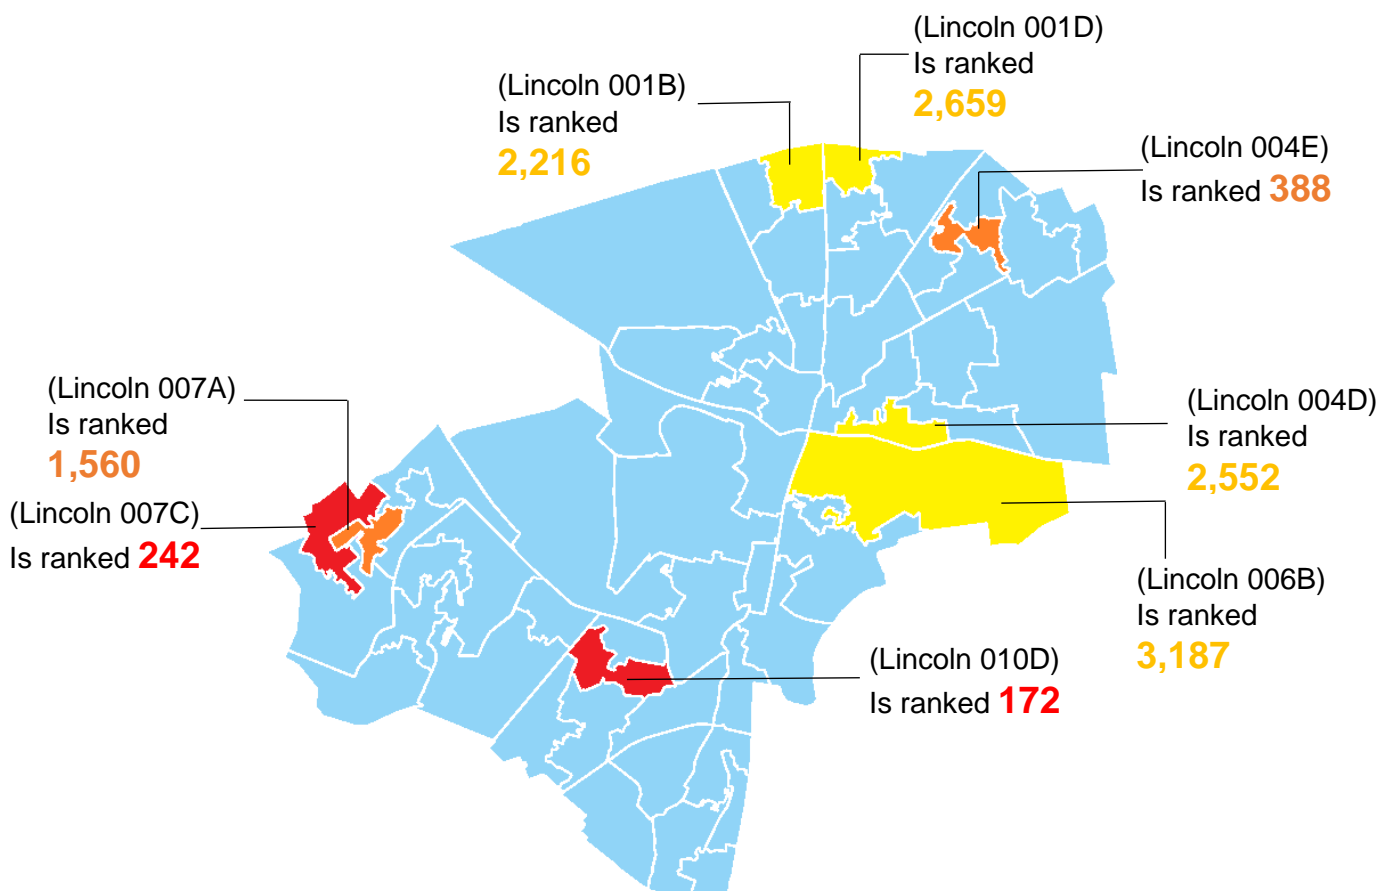 (Lincoln 001D)
Is ranked
2,659
(Lincoln 001B)
Is ranked
2,216
(Lincoln 004E)
Is ranked 388
(Lincoln 007A)
Is ranked
1,560
(Lincoln 004D)
Is ranked
2,552
(Lincoln 007C)
Is ranked 242
(Lincoln 006B)
Is ranked
3,187
(Lincoln 010D)
Is ranked 172